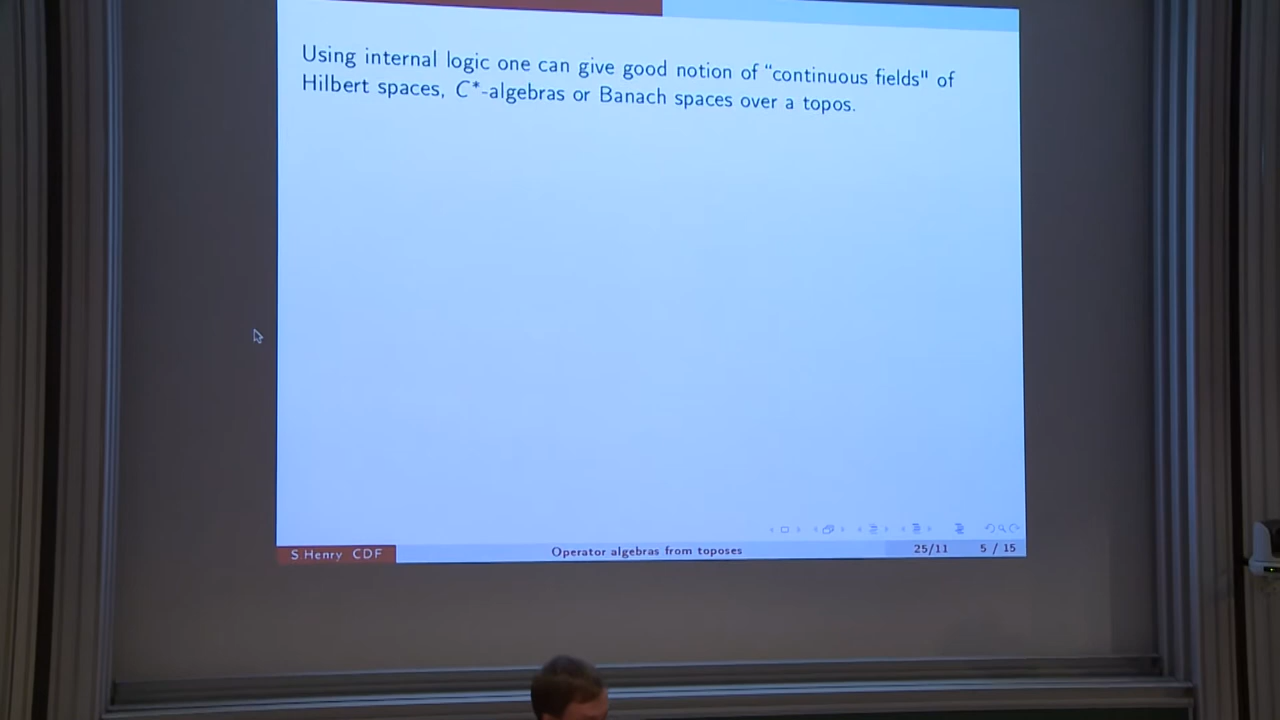 Using internal logic one can give good notion of "continuous fields" of
Hilbert spaces, C*-algebras or Banach spaces over a topos.
S.Henry CDF Operator algebras from toposes 25/11 5 / 15